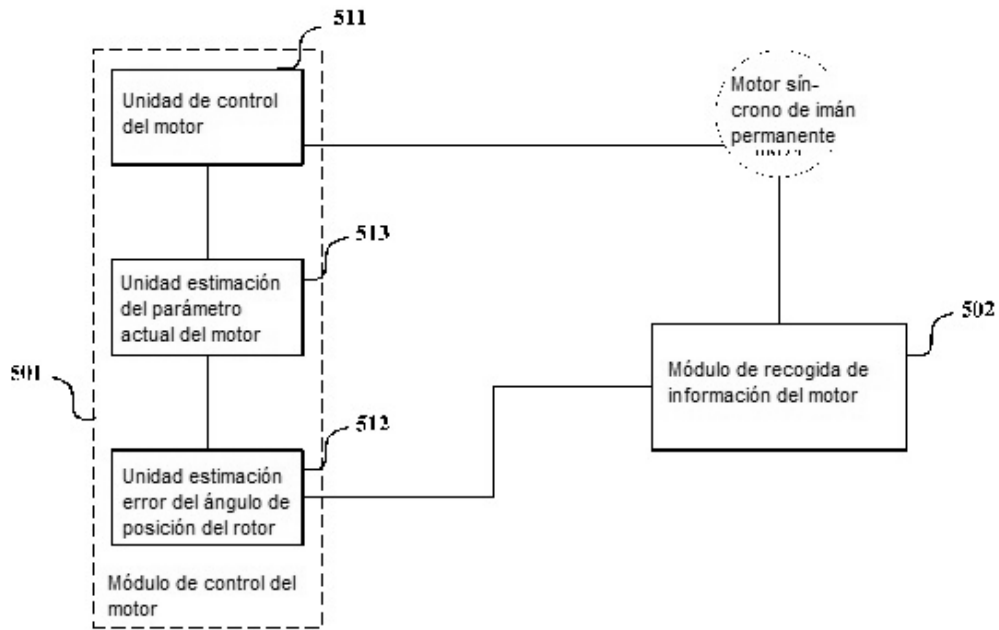 511
Unidad de control
del motor
Motor sín-
crono de imán
permanente
513
Unidad estimación
del parámetro
actual del motor
502
Módulo de recogida de
información del motor
501
512
Unidad estimación
error del ángulo de
posición del rotor
Módulo de control del
motor